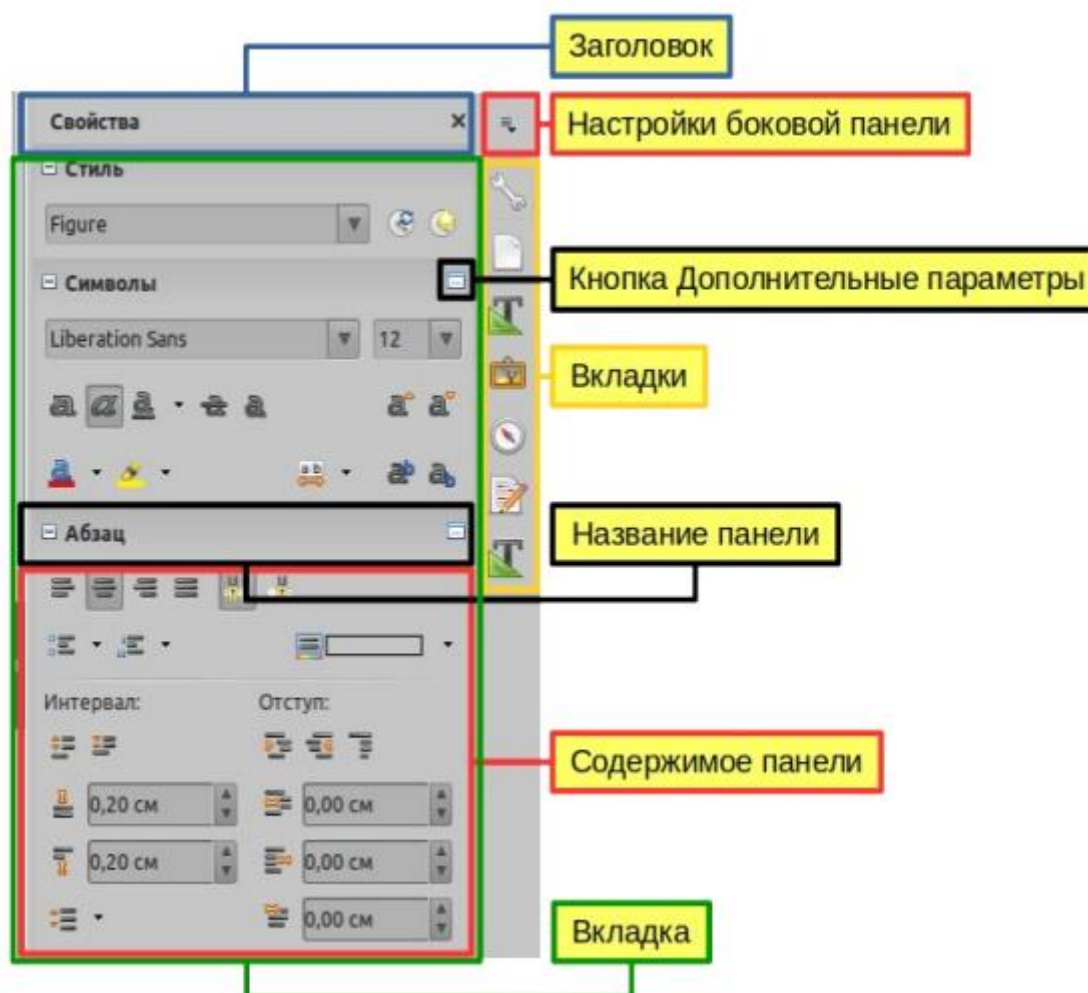 Заголовок
Свойства
Настройки боковой панели
Стиль
Figure
Кнопка Дополнительные параметры
Символы
Liberation Sans 12
Вкладки
Абзац
Название панели
Интервал: Отступ:
Содержимое панели
0,20 см 0,00 см
0,20 см 0,00 см
0,00 см
Вкладка